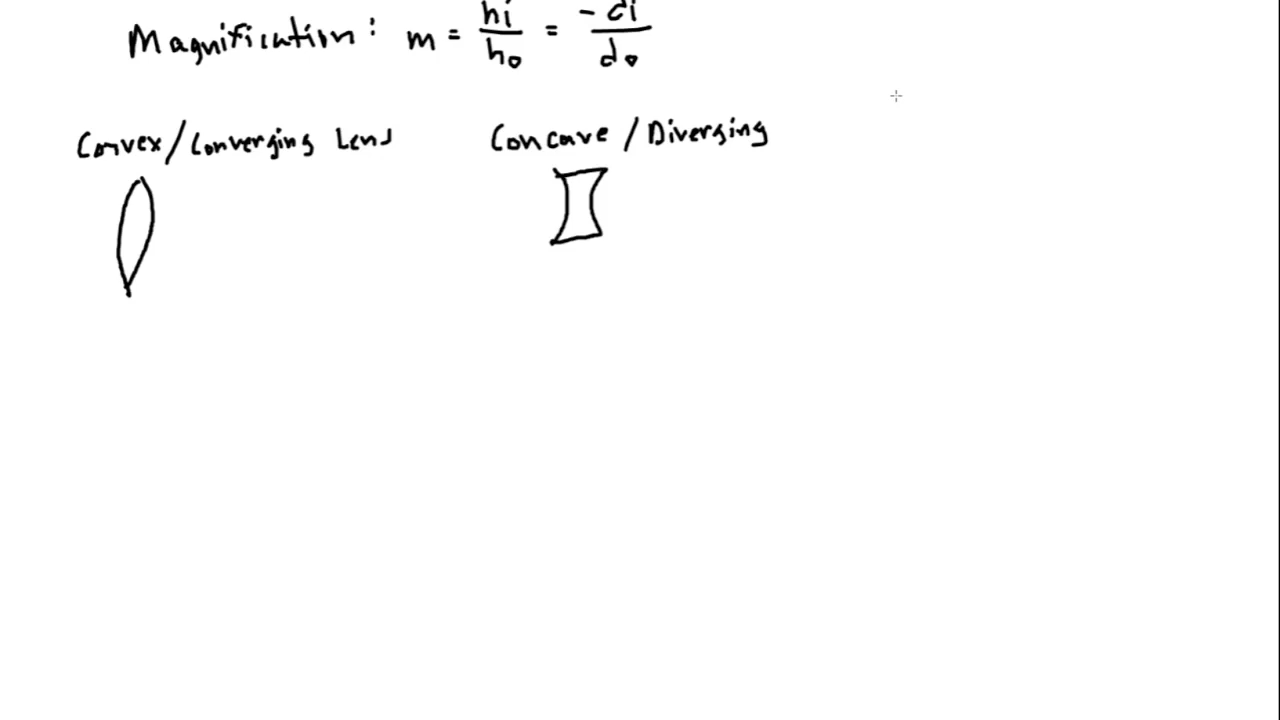 Magnification: m = hi/ho = -di/do
Convex/Converging Lens
Concave / Diverging